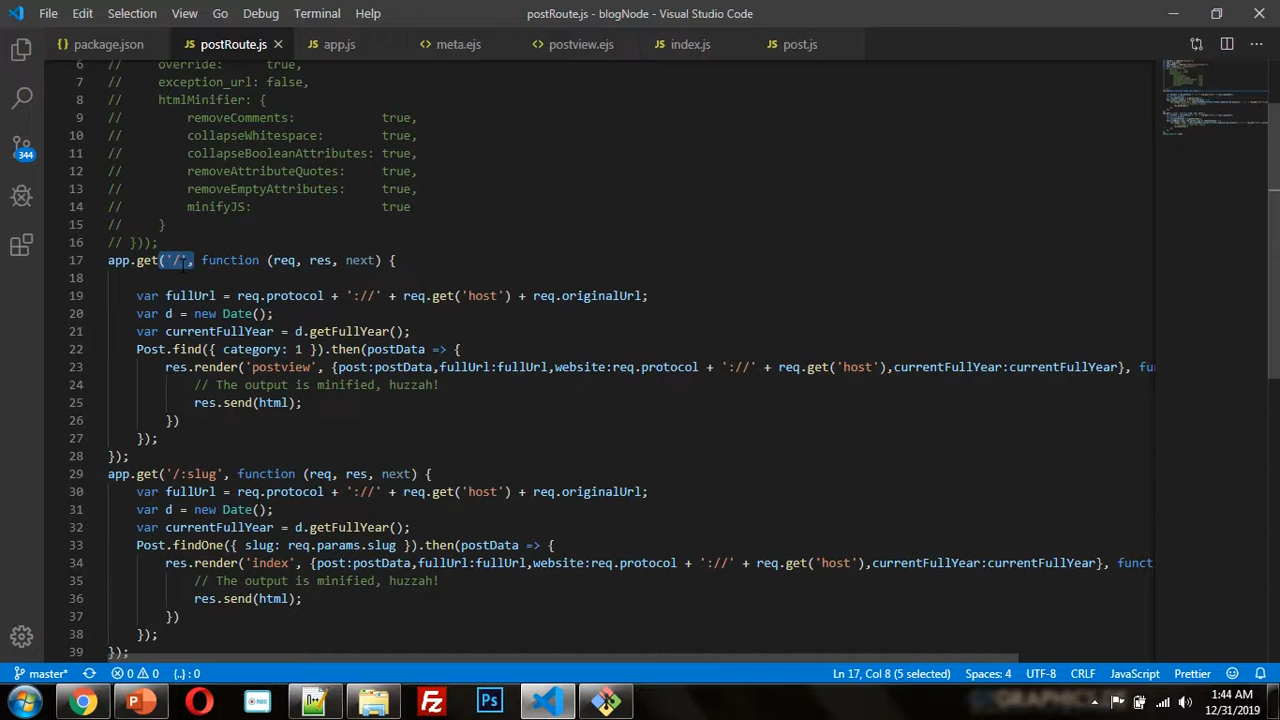 File Edit Selection View Go Debug Terminal Help postRoute.js - blogNode - Visual Studio Code
package.json postRoute.js app.js meta.ejs postview.ejs index.js post.js
6 // override: true,
7 // exception_url: false,
8 // htmlMinifier: {
9 // removeComments: true,
10 // collapseWhitespace: true,
11 // collapseBooleanAttributes: true,
12 // removeAttributeQuotes: true,
13 // removeEmptyAttributes: true,
14 // minifyJS: true
15 // }
16 // }));
17 app.get('/', function (req, res, next) {
18
19 var fullUrl = req.protocol + '://' + req.get('host') + req.originalUrl;
20 var d = new Date();
21 var currentFullYear = d.getFullYear();
22 Post.find({ category: 1 }).then(postData => {
23 res.render('postview', {post:postData,fullUrl:fullUrl,website:req.protocol + '://' + req.get('host'),currentFullYear:currentFullYear}, fu
24 // The output is minified, huzzah!
25 res.send(html);
26 })
27 });
28 });
29 app.get('/:slug', function (req, res, next) {
30 var fullUrl = req.protocol + '://' + req.get('host') + req.originalUrl;
31 var d = new Date();
32 var currentFullYear = d.getFullYear();
33 Post.findOne({ slug: req.params.slug }).then(postData => {
34 res.render('index', {post:postData,fullUrl:fullUrl,website:req.protocol + '://' + req.get('host'),currentFullYear:currentFullYear}, functi
35 // The output is minified, huzzah!
36 res.send(html);
37 })
38 });
39 });
344
master* 0 0 {..} : 0 Ln 17, Col 8 (5 selected) Spaces: 4 UTF-8 CRLF JavaScript Prettier
Ps
1:44 AM
12/31/2019